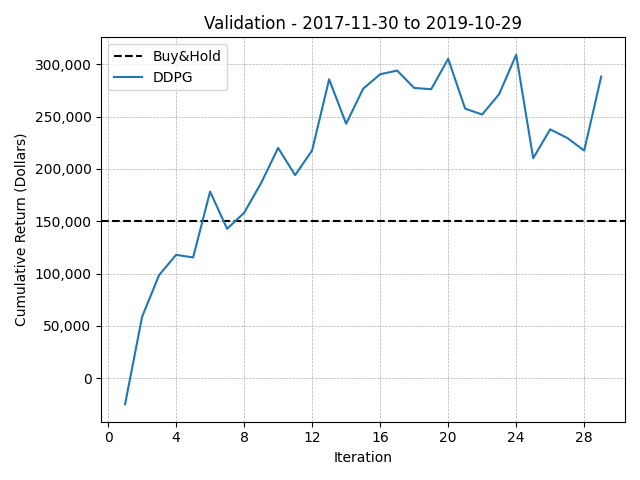 Validation - 2017-11-30 to 2019-10-29
Buy&Hold
DDPG
Cumulative Return (Dollars)
300,000
250,000
200,000
150,000
100,000
50,000
0
0 4 8 12 16 20 24 28
Iteration